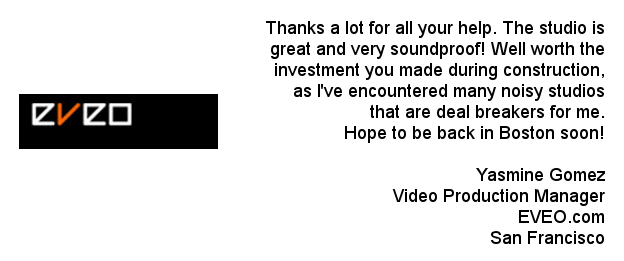 Thanks a lot for all your help. The studio is
great and very soundproof! Well worth the
investment you made during construction,
as I've encountered many noisy studios
that are deal breakers for me.
Hope to be back in Boston soon!
eveo
Yasmine Gomez
Video Production Manager
EVEO.com
San Francisco